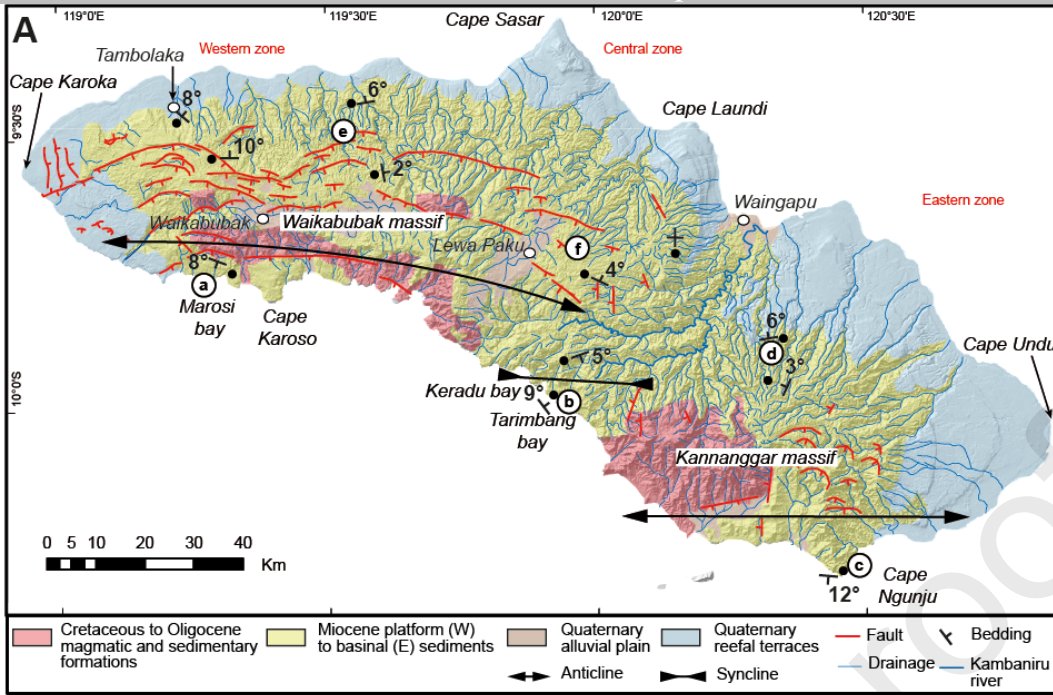 119°0'E
119°30'E
120°0'E
120°30'E
A
Cape Sasar
Western zone
Central zone
Tambolaka
Cape Karoka
8°
6°
Cape Laundi
9°30'S
e
10°
2°
Waingapu
Eastern zone
Waikabubak
Waikabubak massif
Lewa Paku
f
8°
a
4°
Marosi
bay
Cape
Karoso
6°
d
3°
Cape Undu
10°0'S
5°
Keradu bay
9°
b
Tarimbang
bay
Kannanggar massif
0 5 10 20 30 40
Km
c
Cape
Ngunju
12°
Cretaceous to Oligocene
magmatic and sedimentary
formations
Miocene platform (W)
to basinal (E) sediments
Quaternary
alluvial plain
Quaternary
reefal terraces
Fault
Bedding
Drainage
Kambaniru
river
Anticline
Syncline